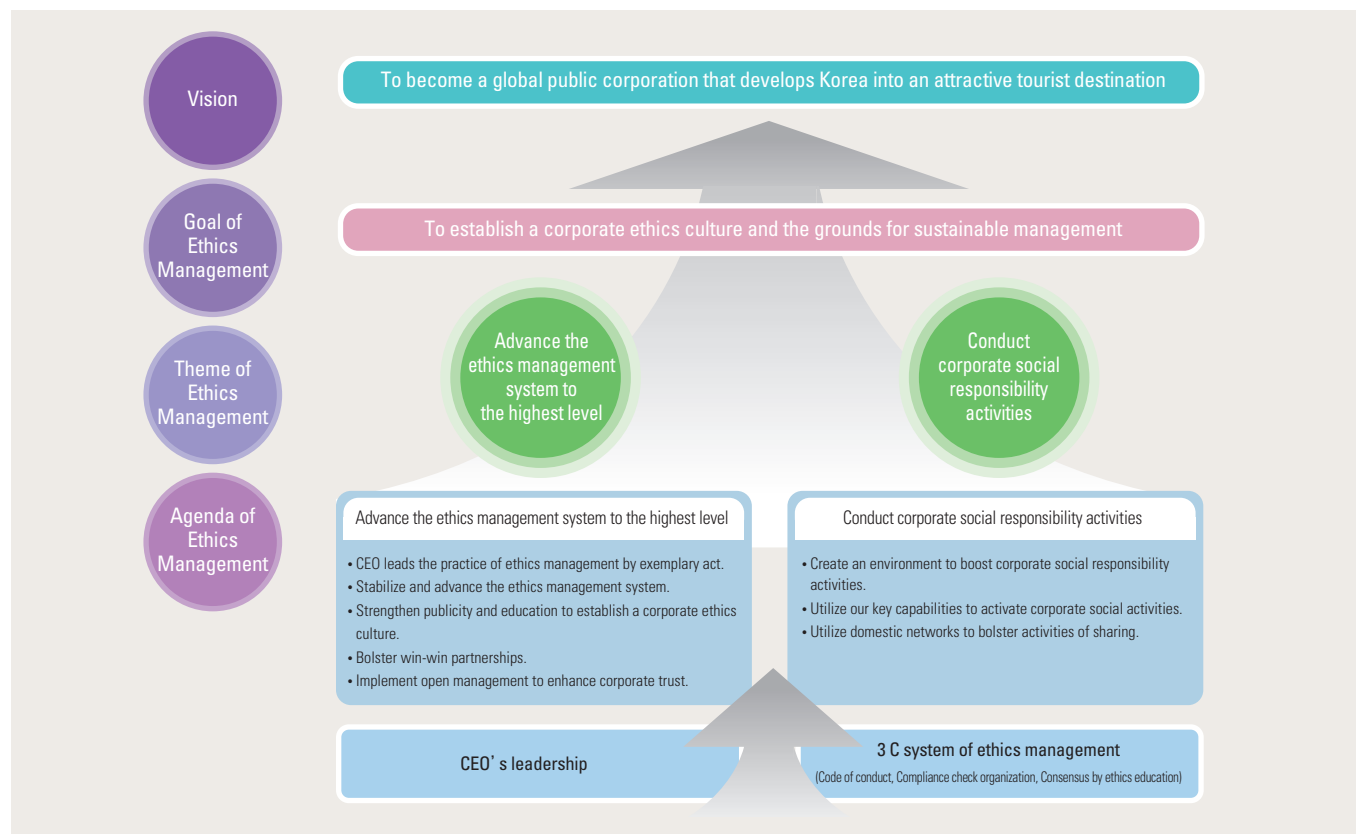 Vision
To become a global public corporation that develops Korea into an attractive tourist destination
Goal of
Ethics
Management
To establish a corporate ethics culture and the grounds for sustainable management
Theme of
Ethics
Management
Advance the
ethics management
system to
the highest level
Conduct
corporate social
responsibility
activities
Agenda of
Ethics
Management
Advance the ethics management system to the highest level
• CEO leads the practice of ethics management by exemplary act.
• Stabilize and advance the ethics management system.
• Strengthen publicity and education to establish a corporate ethics
culture.
• Bolster win-win partnerships.
• Implement open management to enhance corporate trust.
Conduct corporate social responsibility activities
• Create an environment to boost corporate social responsibility
activities.
• Utilize our key capabilities to activate corporate social activities.
• Utilize domestic networks to bolster activities of sharing.
CEO’ s leadership
3 C system of ethics management
(Code of conduct, Compliance check organization, Consensus by ethics education)